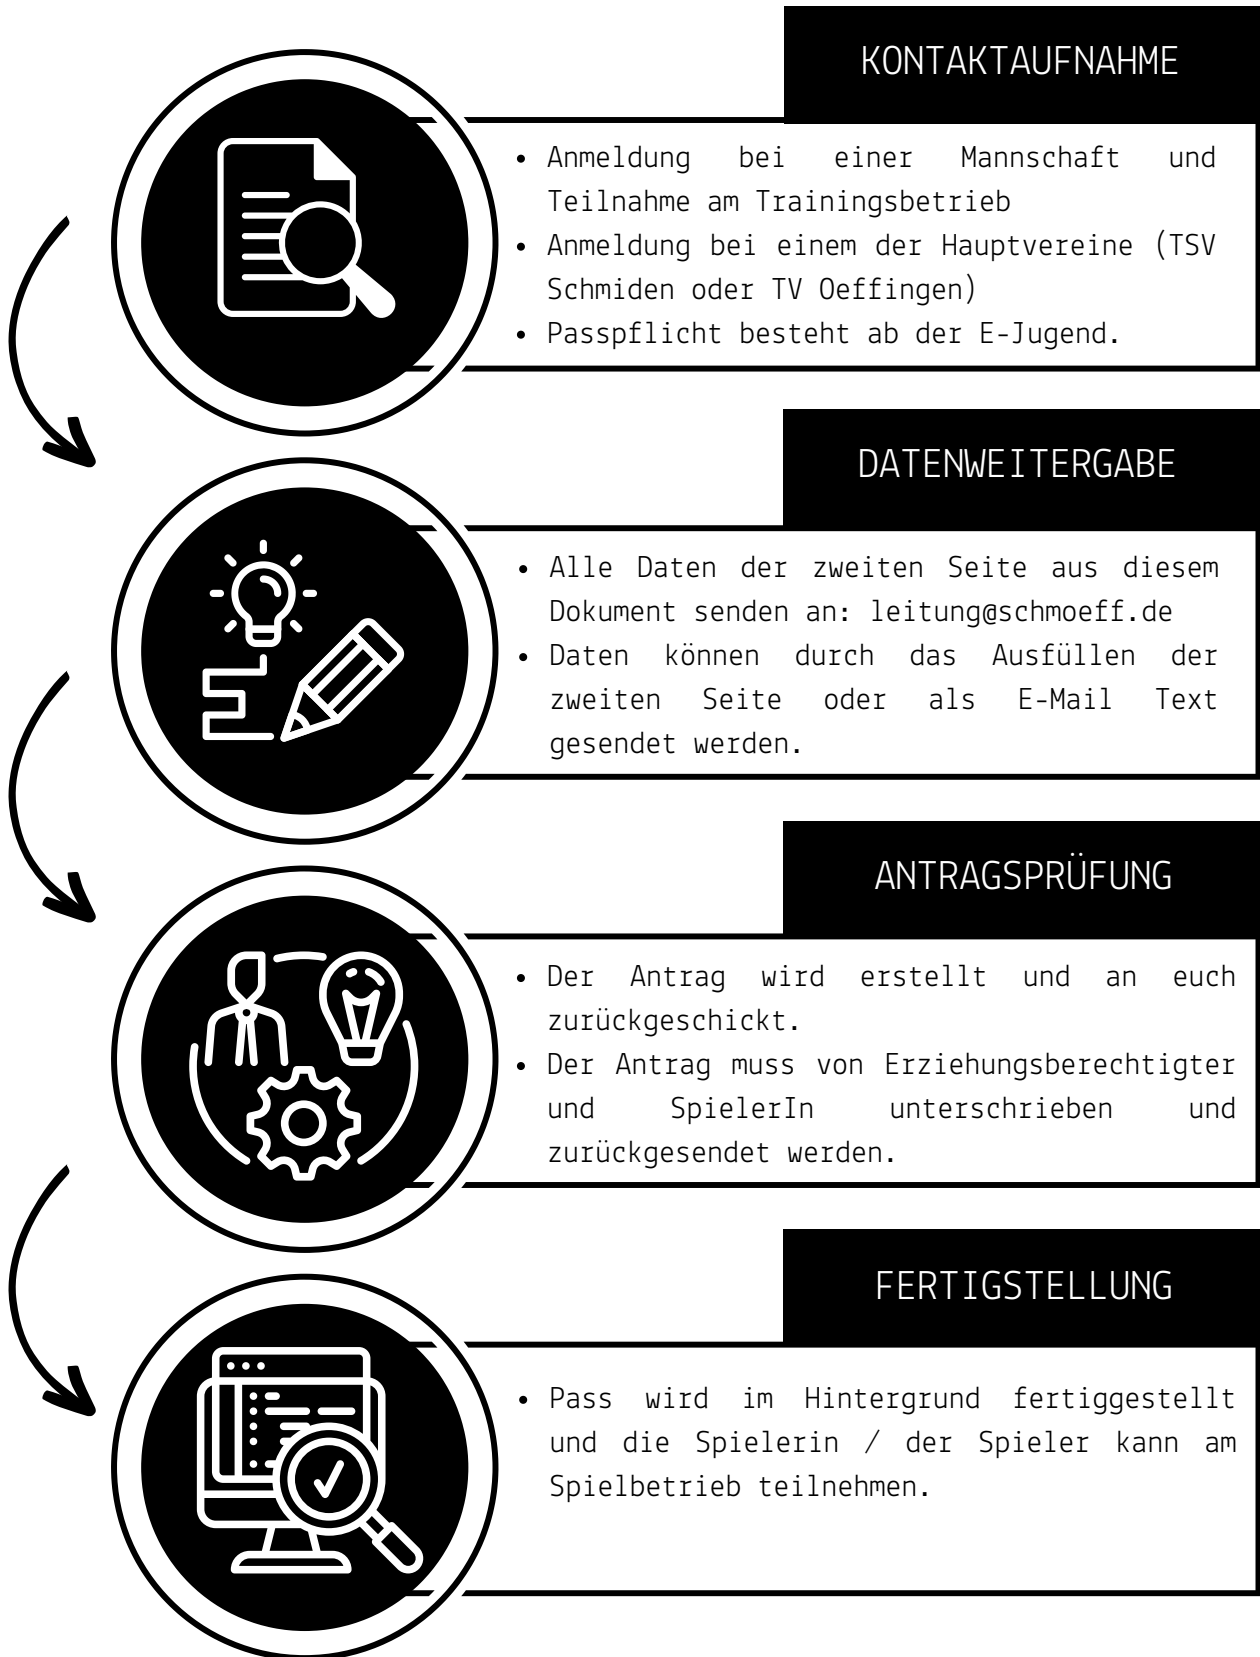 KONTAKTAUFNAHME
• Anmeldung bei einer Mannschaft und
Teilnahme am Trainingsbetrieb
• Anmeldung bei einem der Hauptvereine (TSV
Schmiden oder TV Oeffingen)
• Passpflicht besteht ab der E-Jugend.
DATENWEITERGABE
• Alle Daten der zweiten Seite aus diesem
Dokument senden an: leitung@schmoeff.de
• Daten können durch das Ausfüllen der
zweiten Seite oder als E-Mail Text
gesendet werden.
ANTRAGSPRÜFUNG
• Der Antrag wird erstellt und an euch
zurückgeschickt.
• Der Antrag muss von Erziehungsberechtigter
und SpielerIn unterschrieben und
zurückgesendet werden.
FERTIGSTELLUNG
• Pass wird im Hintergrund fertiggestellt
und die Spielerin / der Spieler kann am
Spielbetrieb teilnehmen.